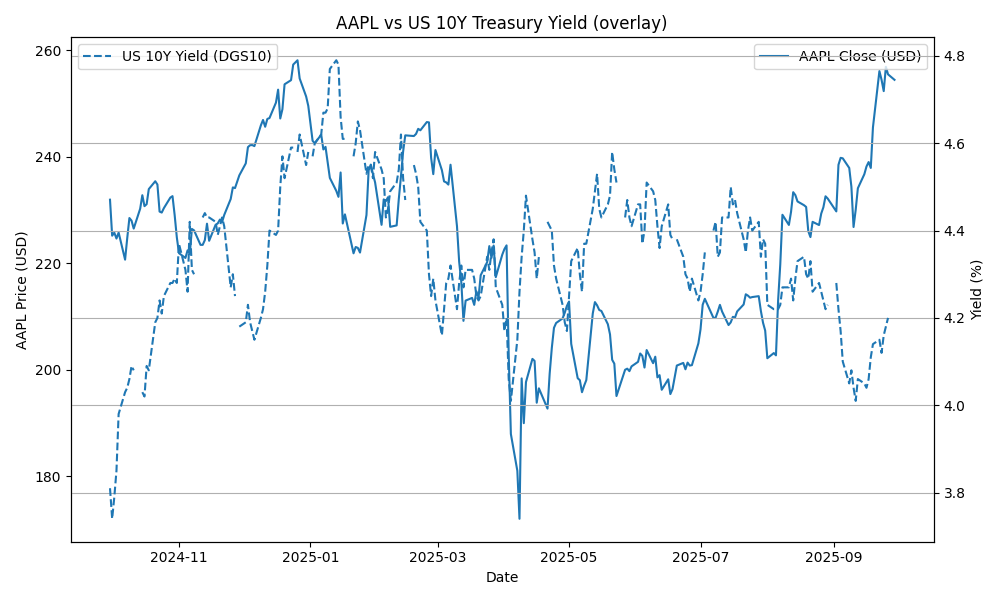 AAPL vs US 10Y Treasury Yield (overlay)
US 10Y Yield (DGS10)
AAPL Close (USD)
260
240
220
200
180
AAPL Price (USD)
4.8
4.6
4.4
4.2
4.0
3.8
Yield (%)
2024-11
2025-01
2025-03
2025-05
2025-07
2025-09
Date